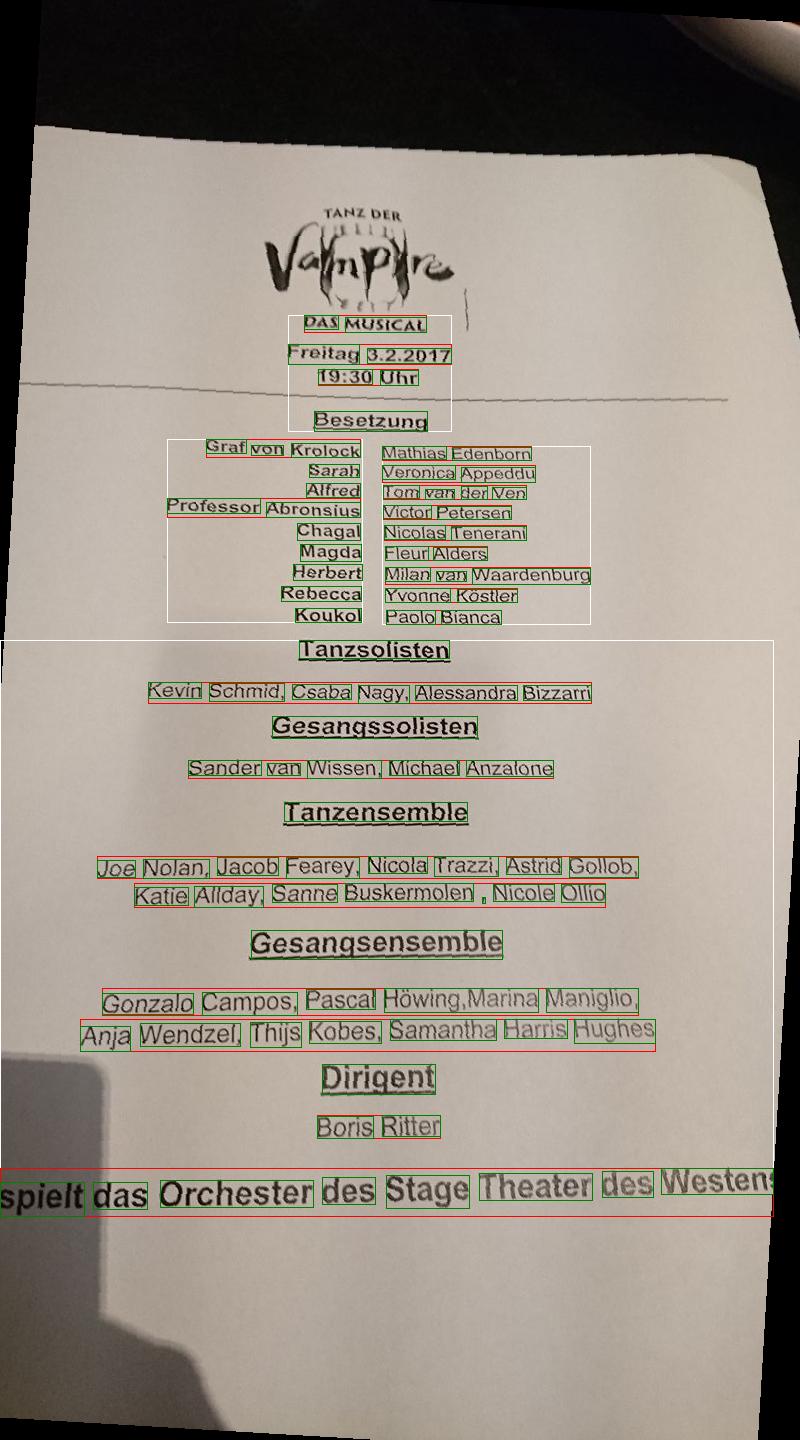 TANZ DER
Vampire
DAS MUSICAL
Freitag 3.2.2017
19:30 Uhr
Besetzung
Graf von Krolock Mathias Edenborn
Sarah Veronica Appeddu
Alfred Tom van der Ven
Professor Abronsius Victor Petersen
Chagal Nicolas Tenerani
Magda Fleur Alders
Herbert Milan van Waardenburg
Rebecca Yvonne Köstler
Koukol Paolo Bianca
Tanzsolisten
Kevin Schmid, Csaba Nagy, Alessandra Bizzarri
Gesangssolisten
Sander van Wissen, Michael Anzalone
Tanzensemble
Joe Nolan, Jacob Fearey, Nicola Trazzi, Astrid Gollob,
Katie Allday, Sanne Buskermolen , Nicole Ollio
Gesangsensemble
Gonzalo Campos, Pascal Höwing,Marina Maniglio,
Anja Wendzel, Thijs Kobes, Samantha Harris Hughes
Dirigent
Boris Ritter
spielt das Orchester des Stage Theater des Westens